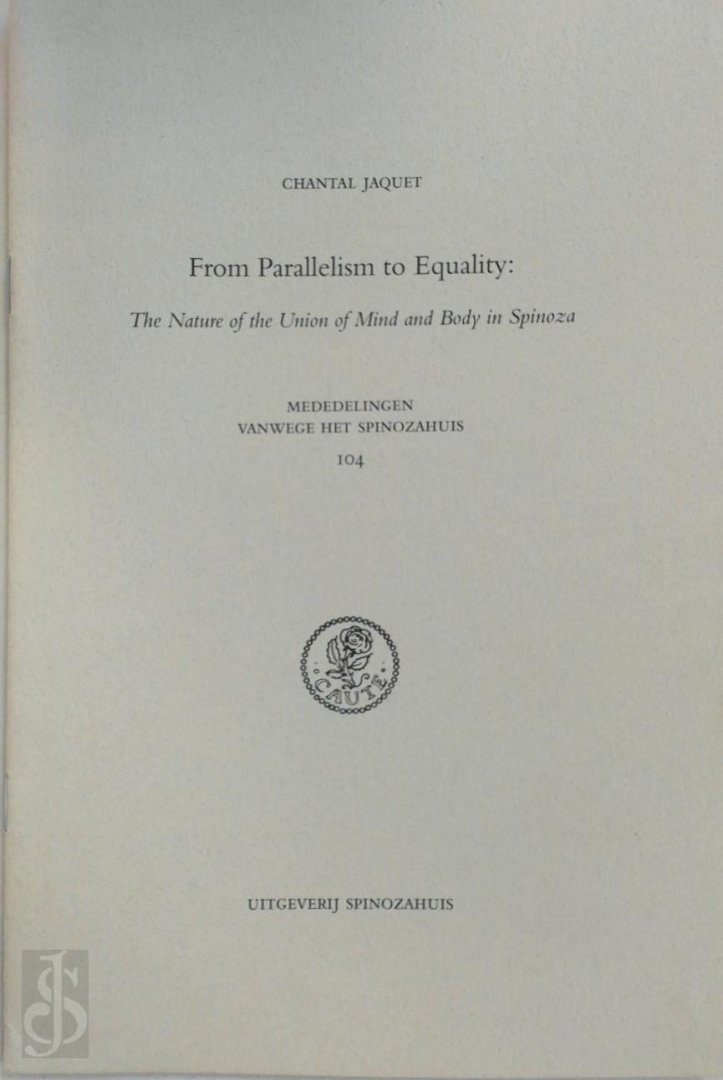 CHANTAL JAQUET
From Parallelism to Equality:
The Nature of the Union of Mind and Body in Spinoza
MEDEDELINGEN
VANWEGE HET SPINOZAHUIS
104
CAUTE
UITGEVERIJ SPINOZAHUIS